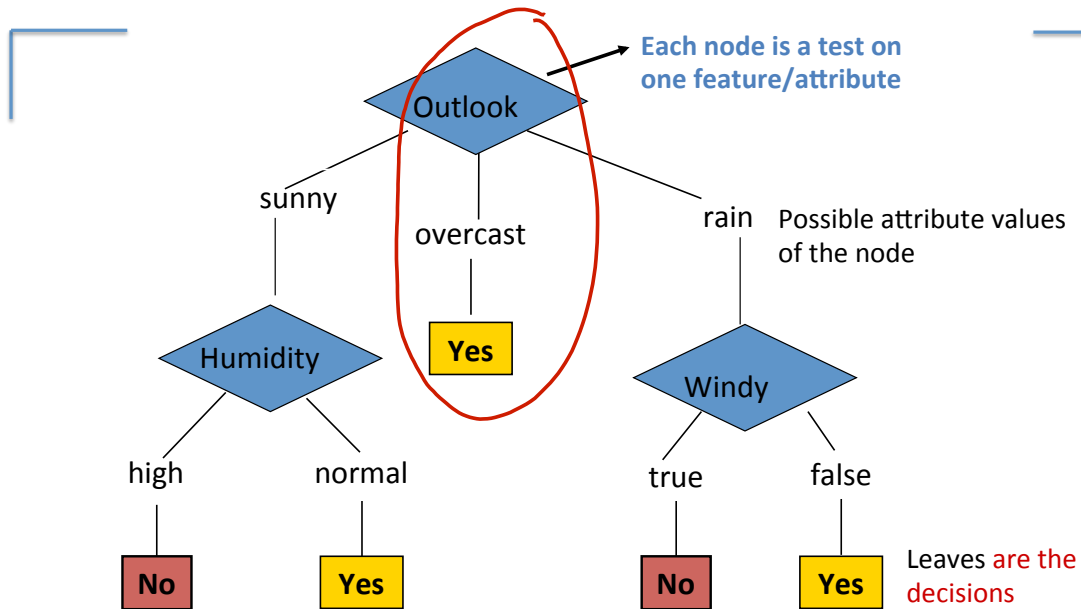 Each node is a test on
one feature/attribute
Outlook
sunny
overcast
rain
Possible attribute values
of the node
Humidity
Yes
Windy
high
normal
true
false
No
Yes
No
Yes
Leaves are the
decisions